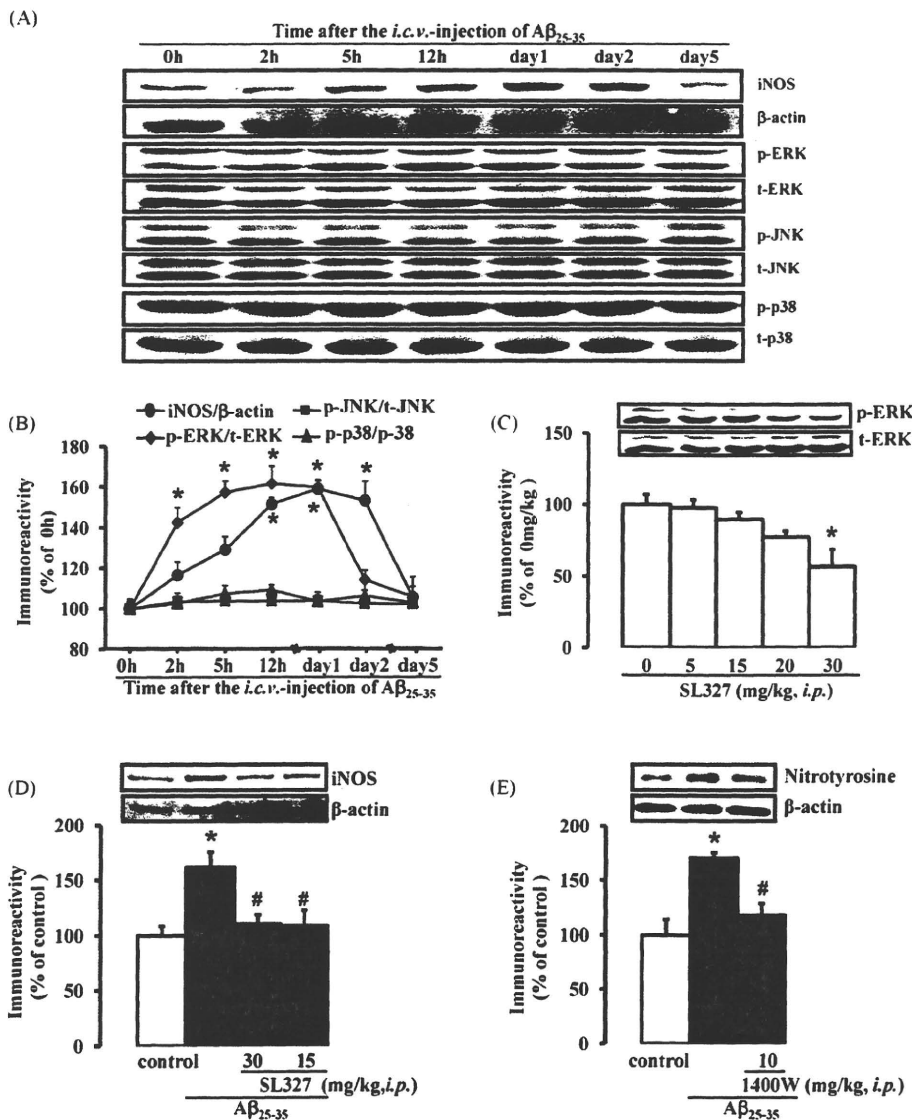 (A)
Time after the i.c.v.-injection of Aβ25-35
0h 2h 5h 12h day1 day2 day5
iNOS
β-actin
p-ERK
t-ERK
p-JNK
t-JNK
p-p38
t-p38
(B)
iNOS/β-actin p-JNK/t-JNK
p-ERK/t-ERK p-p38/p-38
Immunoreactivity
(% of 0h)
180
160
140
120
100
80
* * * * * * *
0h 2h 5h 12h day1 day2 day5
Time after the i.c.v.-injection of Aβ25-35
(C)
p-ERK
t-ERK
Immunoreactivity
(% of 0mg/kg)
150
100
50
0
*
0 5 15 20 30
SL327 (mg/kg, i.p.)
(D)
iNOS
β-actin
Immunoreactivity
(% of control)
200
150
100
50
0
* # #
control 30 15
SL327 (mg/kg,i.p.)
Aβ25-35
(E)
Nitrotyrosine
β-actin
Immunoreactivity
(% of control)
200
150
100
50
0
* #
control 10
1400W (mg/kg, i.p.)
Aβ25-35